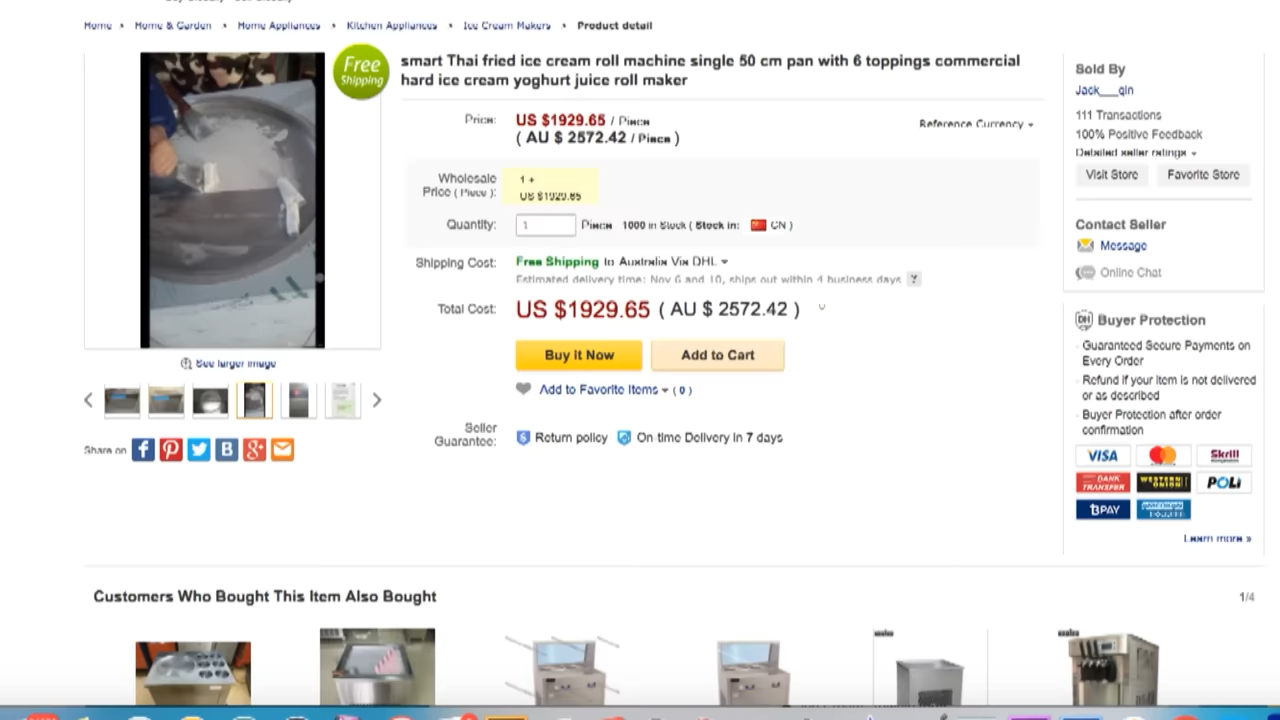 Home > Home & Garden > Home Appliances > Kitchen Appliances > Ice Cream Makers > Product detail
Free Shipping
smart Thai fried ice cream roll machine single 50 cm pan with 6 toppings commercial
hard ice cream yoghurt juice roll maker
Price: US $1929.65 / Piece
( AU $ 2572.42 / Piece )
Reference Currency
Wholesale Price ( Piece ):
1 +
US $1929.65
Quantity: 1 Piece 1000 in Stock ( Stock in: CN )
Shipping Cost: Free Shipping to Australia Via DHL
Estimated delivery time: Nov 6 and 10, ships out within 4 business days ?
Total Cost: US $1929.65 ( AU $ 2572.42 )
Buy it Now
Add to Cart
Add to Favorite Items ( 0 )
Seller Guarantee: Return policy On time Delivery in 7 days
See larger image
Share on
Sold By
Jack___qin
111 Transactions
100% Positive Feedback
Detailed seller ratings
Visit Store
Favorite Store
Contact Seller
Message
Online Chat
Buyer Protection
Guaranteed Secure Payments on
Every Order
Refund if your item is not delivered
or as described
Buyer Protection after order
confirmation
VISA
Skrill
BANK TRANSFER
WESTERN UNION
POLi
BPAY
Learn more »
Customers Who Bought This Item Also Bought
1/4